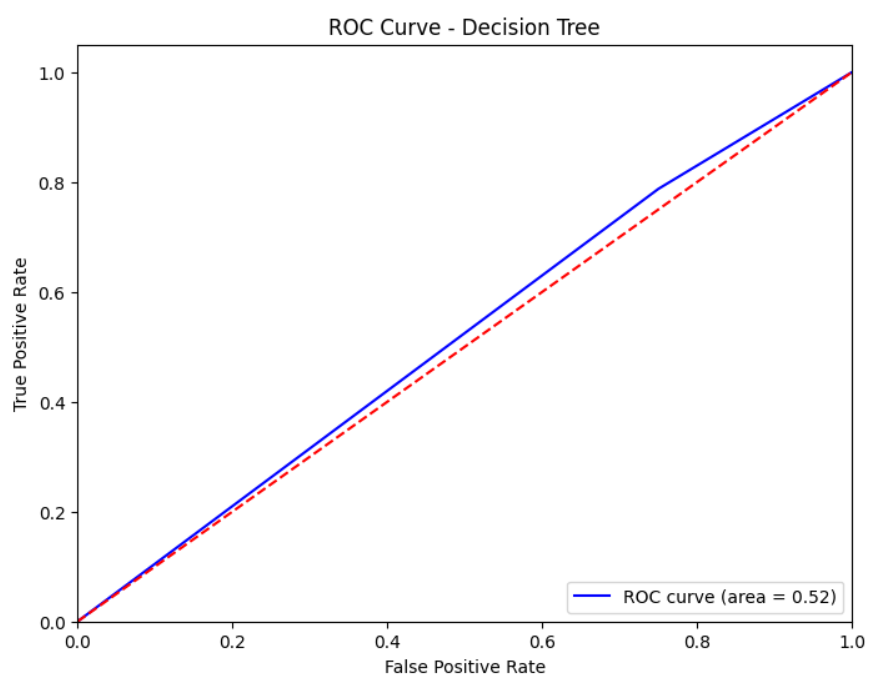 ROC Curve - Decision Tree
True Positive Rate
1.0
0.8
0.6
0.4
0.2
0.0
ROC curve (area = 0.52)
0.0 0.2 0.4 0.6 0.8 1.0
False Positive Rate